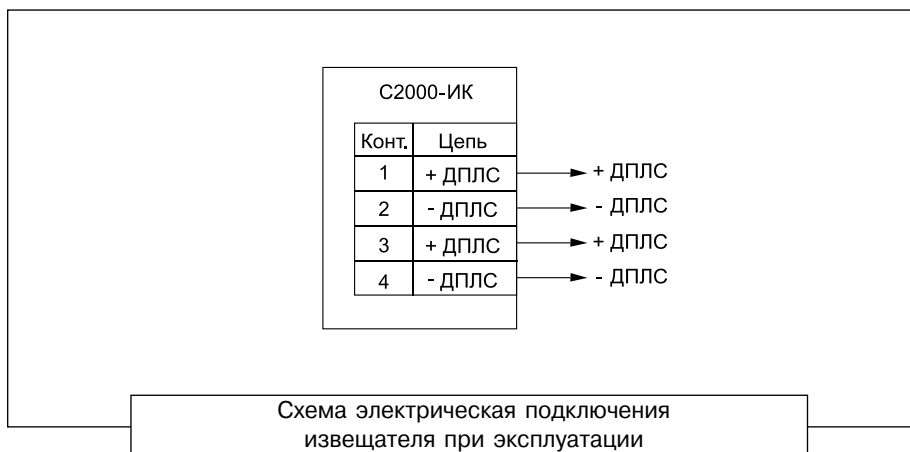 С2000-ИК
Конт. Цепь
1 + ДПЛС + ДПЛС
2 - ДПЛС - ДПЛС
3 + ДПЛС + ДПЛС
4 - ДПЛС - ДПЛС
Схема электрическая подключения
извещателя при эксплуатации